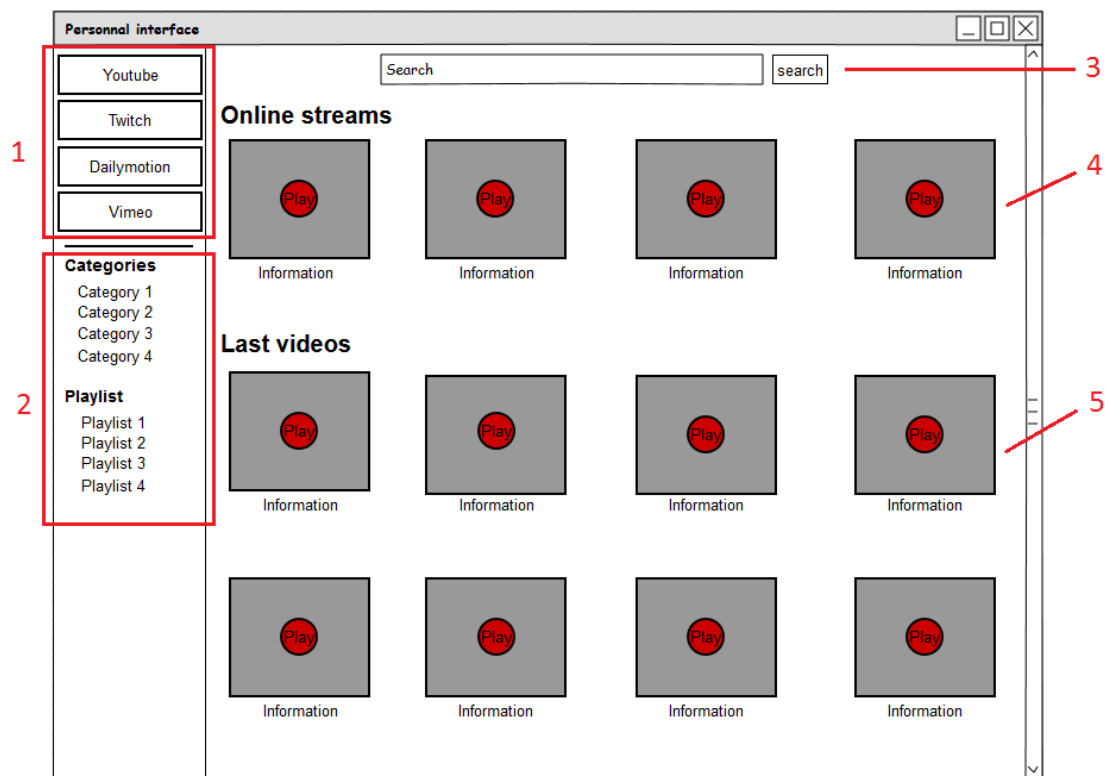 Personnal interface
1
Youtube
Twitch
Dailymotion
Vimeo
2
Categories
Category 1
Category 2
Category 3
Category 4
Playlist
Playlist 1
Playlist 2
Playlist 3
Playlist 4
Search search 3
Online streams
Play Play Play Play 4
Information Information Information Information
Last videos
Play Play Play Play 5
Information Information Information Information
Play Play Play Play
Information Information Information Information